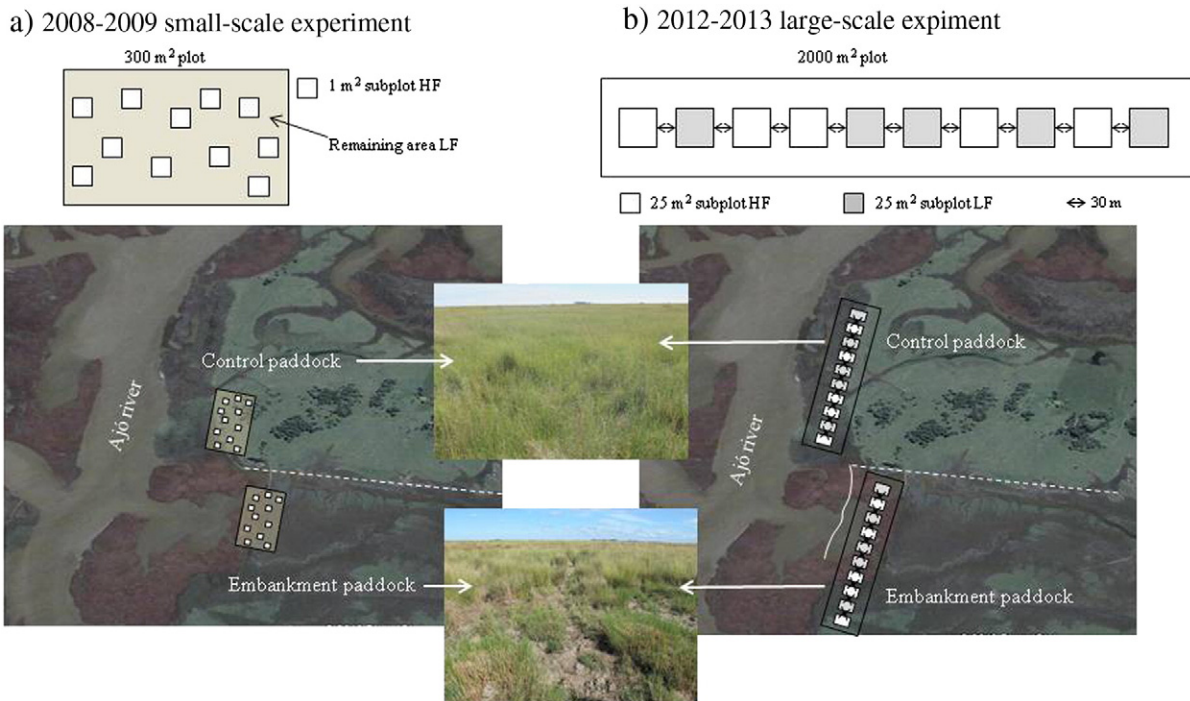 a) 2008-2009 small-scale experiment
300 m² plot
1 m² subplot HF
Remaining area LF
b) 2012-2013 large-scale expiment
2000 m² plot
25 m² subplot HF
25 m² subplot LF
30 m
Control paddock
Ajó river
Embankment paddock
Control paddock
Ajó river
Embankment paddock